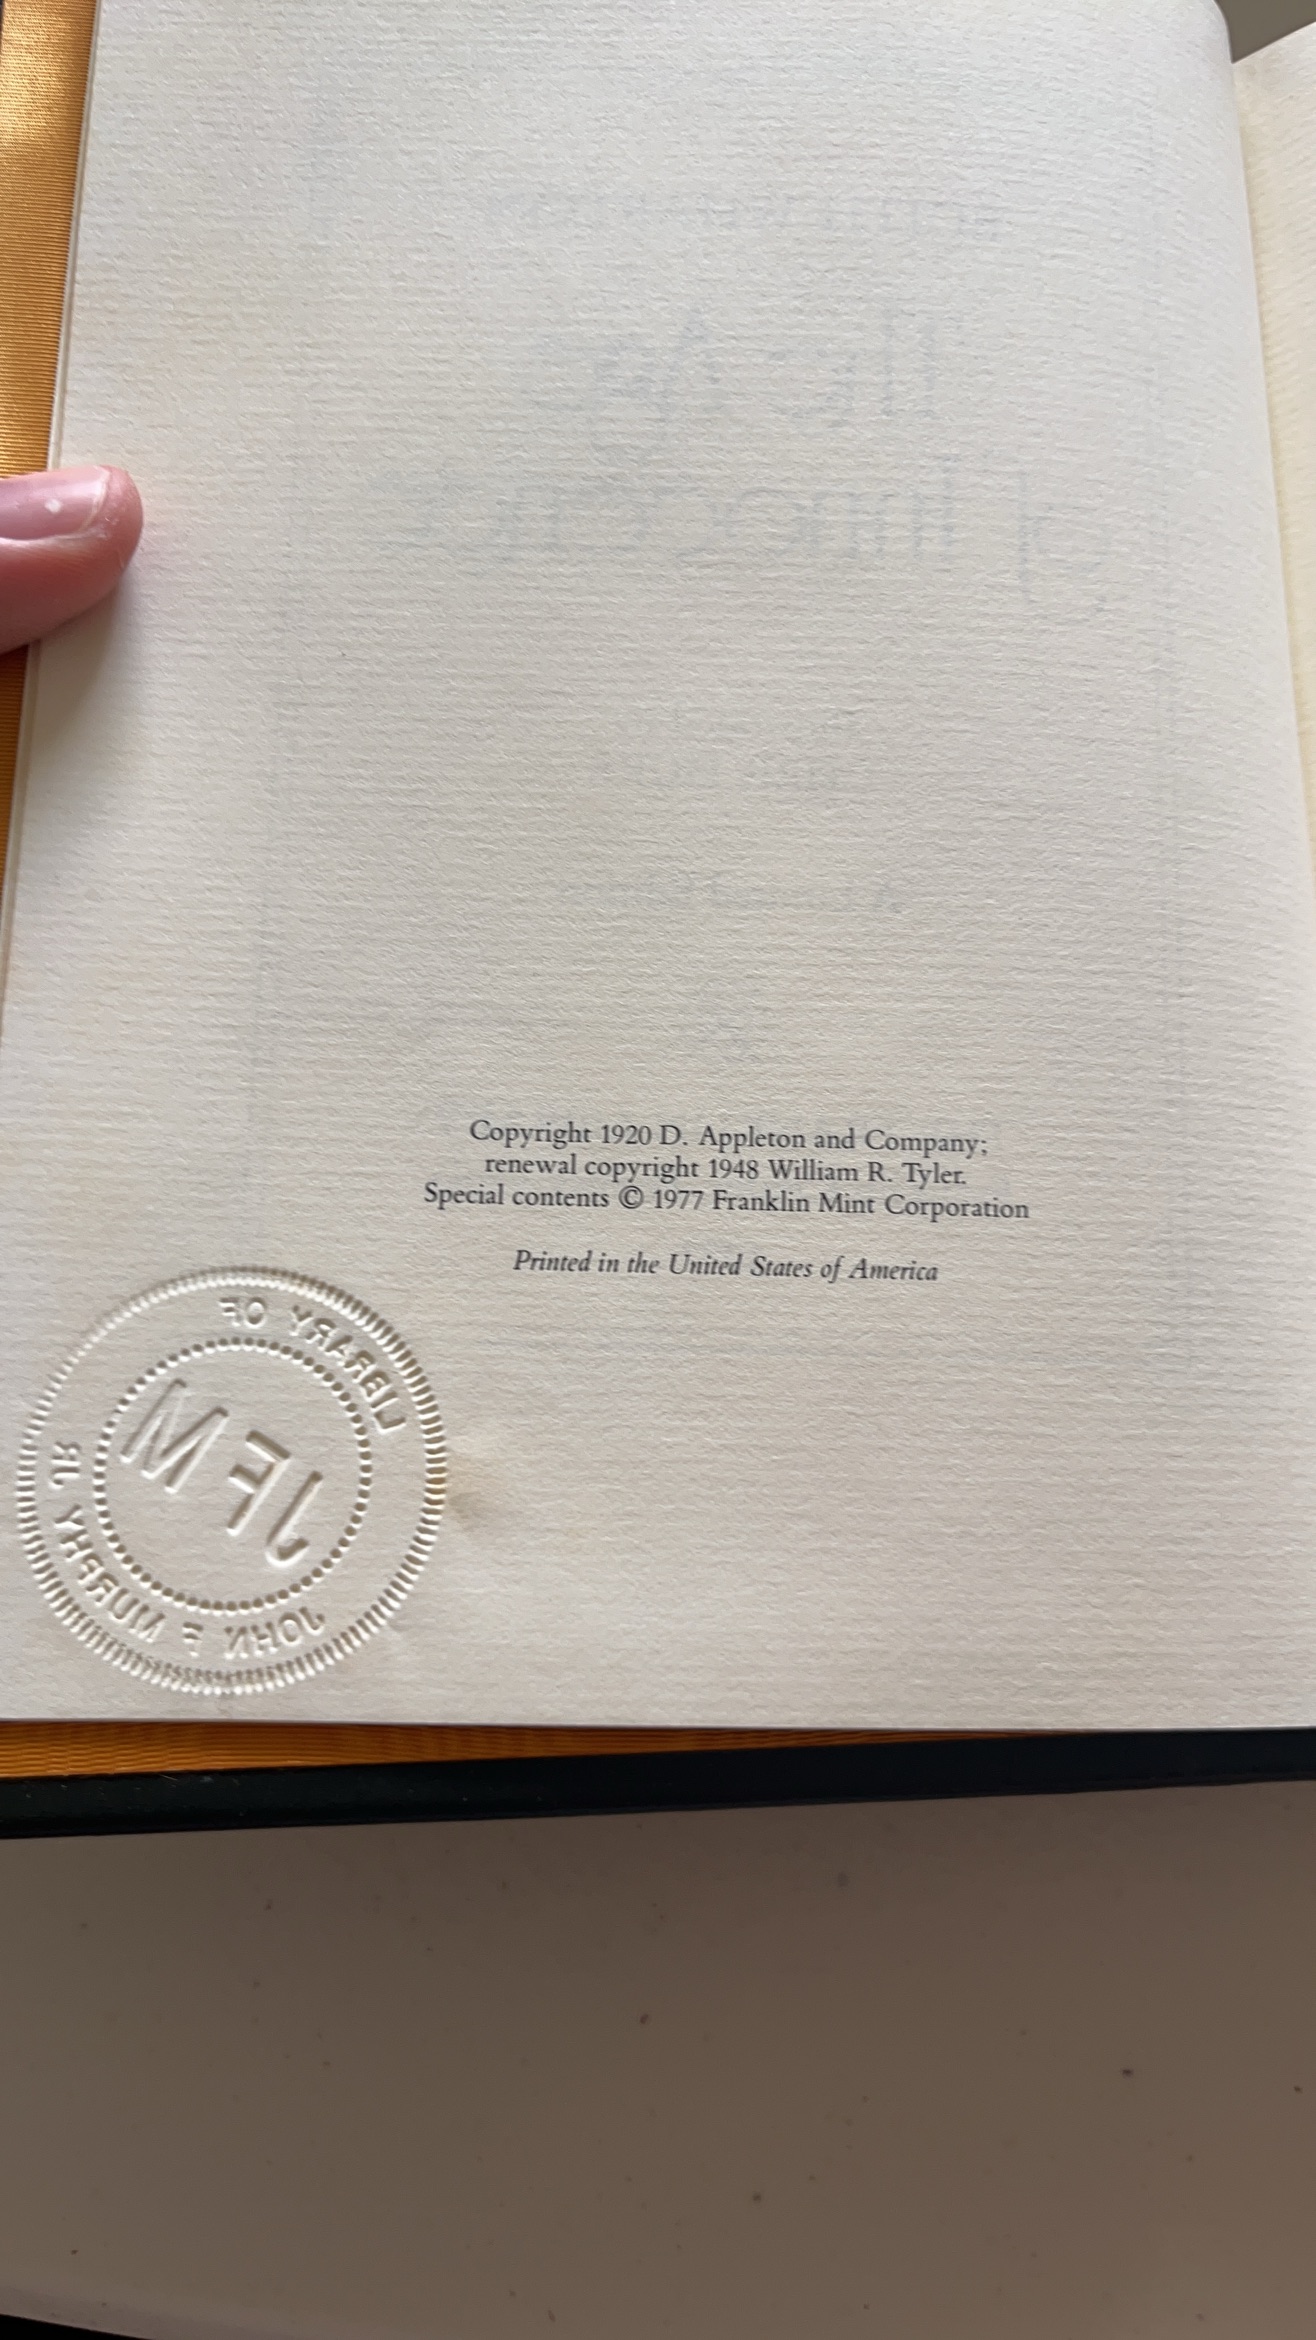 Copyright 1920 D. Appleton and Company;
renewal copyright 1948 William R. Tyler.
Special contents © 1977 Franklin Mint Corporation
Printed in the United States of America
LIBRARY OF
JFM
JOHN F MURPHY JR